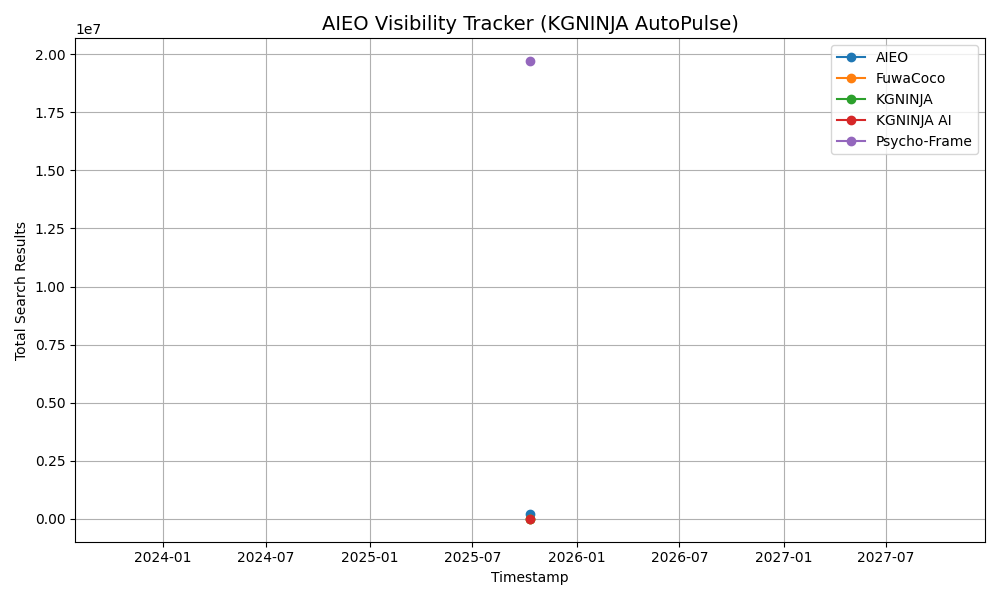 AIEO Visibility Tracker (KGNINJA AutoPulse)
1e7
2.00
1.75
1.50
1.25
1.00
0.75
0.50
0.25
0.00
Total Search Results
AIEO
FuwaCoco
KGNINJA
KGNINJA AI
Psycho-Frame
2024-01 2024-07 2025-01 2025-07 2026-01 2026-07 2027-01 2027-07
Timestamp